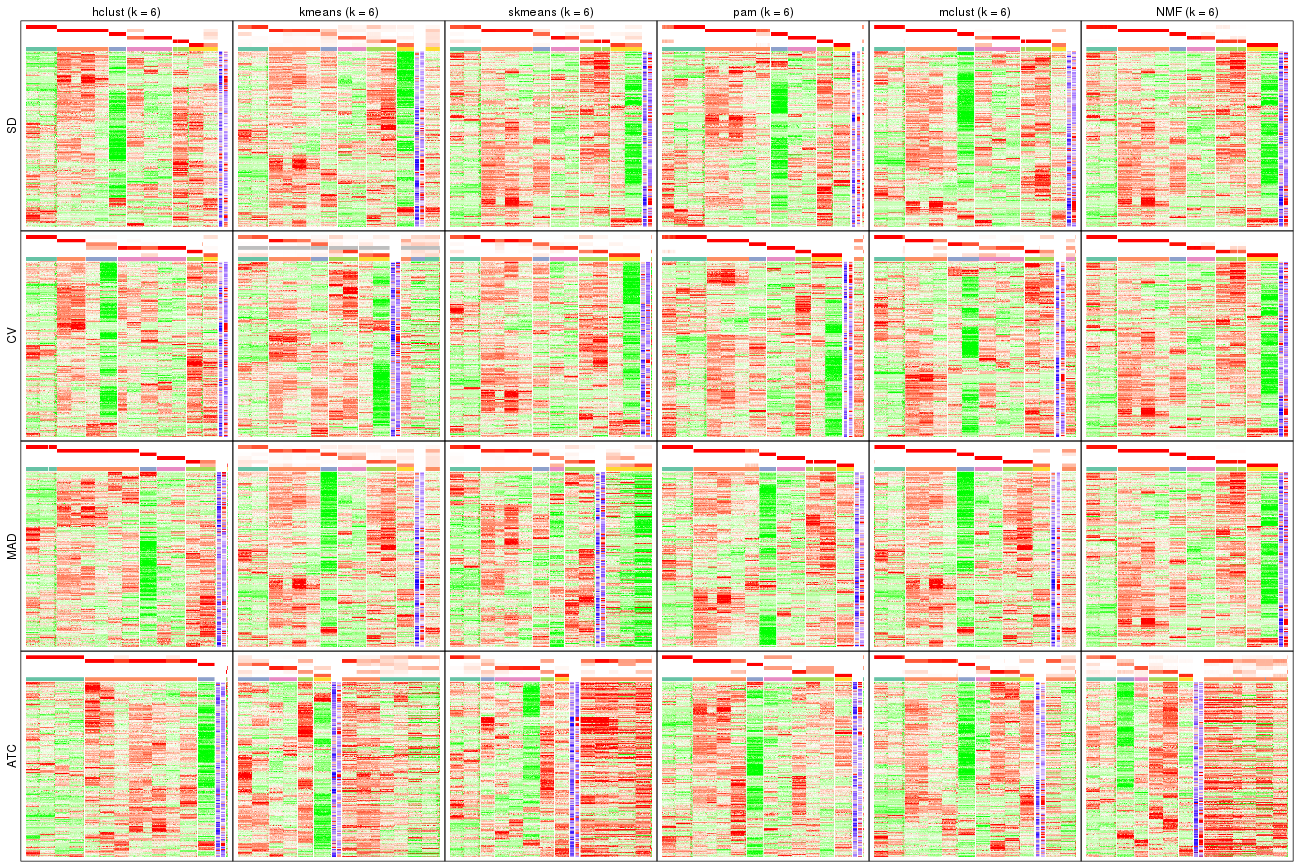 hclust (k = 6) kmeans (k = 6) skmeans (k = 6) pam (k = 6) mclust (k = 6) NMF (k = 6)
SD
CV
MAD
ATC